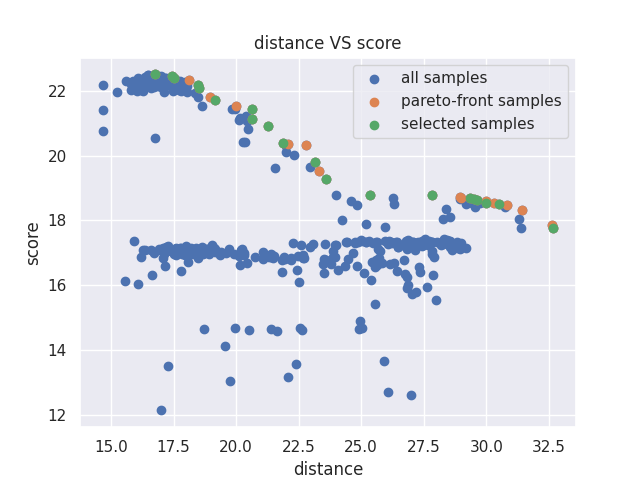 distance VS score
all samples
pareto-front samples
selected samples
score
22
20
18
16
14
12
15.0 17.5 20.0 22.5 25.0 27.5 30.0 32.5
distance